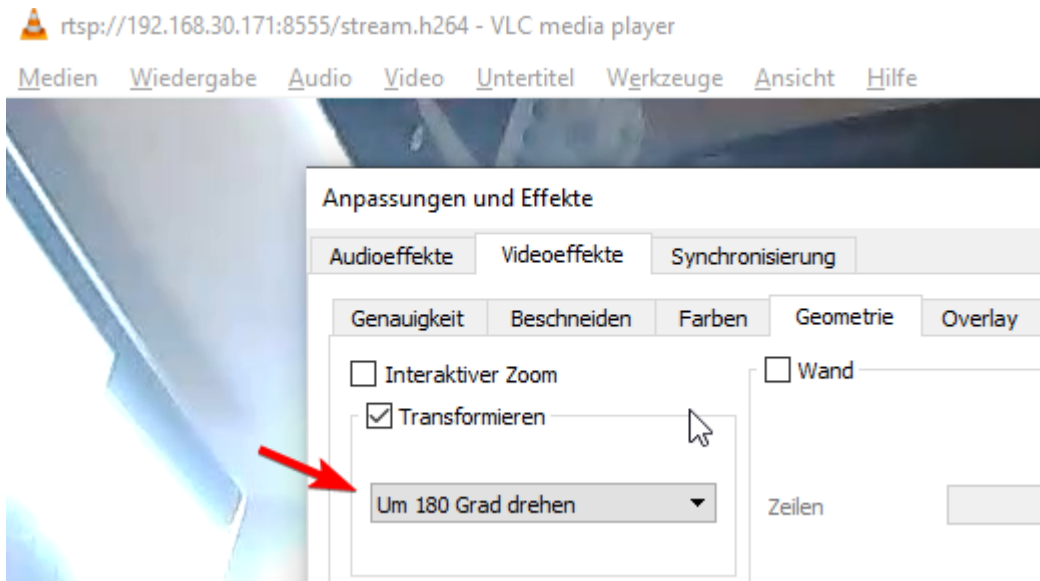 rtsp://192.168.30.171:8555/stream.h264 - VLC media player
Medien Wiedergabe Audio Video Untertitel Werkzeuge Ansicht Hilfe
Anpassungen und Effekte
Audioeffekte Videoeffekte Synchronisierung
Genauigkeit Beschneiden Farben Geometrie Overlay
Interaktiver Zoom
Wand
Transformieren
Um 180 Grad drehen
Zeilen